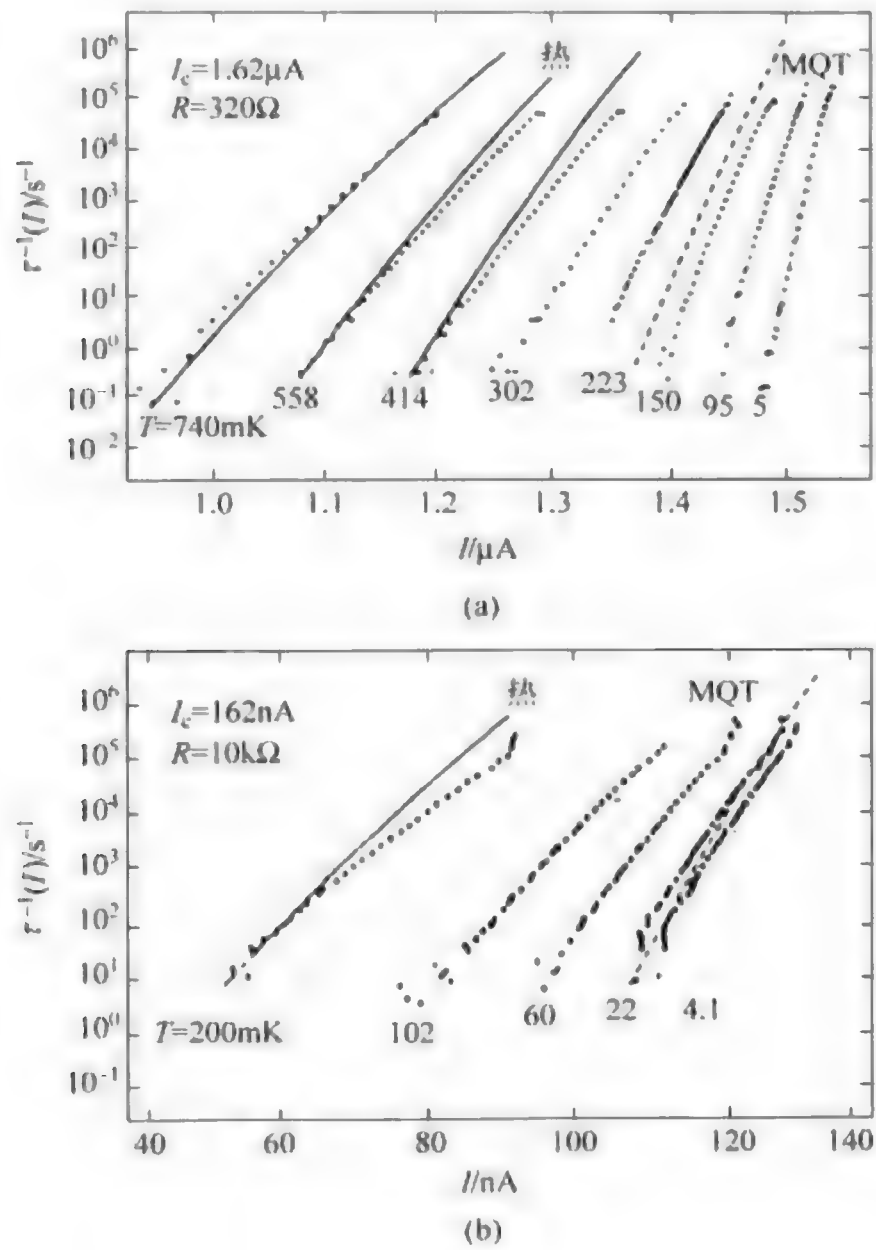 10⁶
10⁵
10⁴
10³
10²
10¹
10⁰
10⁻¹
10⁻²
τ⁻¹(I)/s⁻¹
I_c=1.62μA
R=320Ω
热
MQT
T=740mK
558
414
302
223
150
95
5
1.0
1.1
1.2
1.3
1.4
1.5
I/μA
(a)
10⁶
10⁵
10⁴
10³
10²
10¹
10⁰
10⁻¹
τ⁻¹(I)/s⁻¹
I_c=162nA
R=10kΩ
热
MQT
T=200mK
102
60
22
4.1
40
60
80
100
120
140
I/nA
(b)